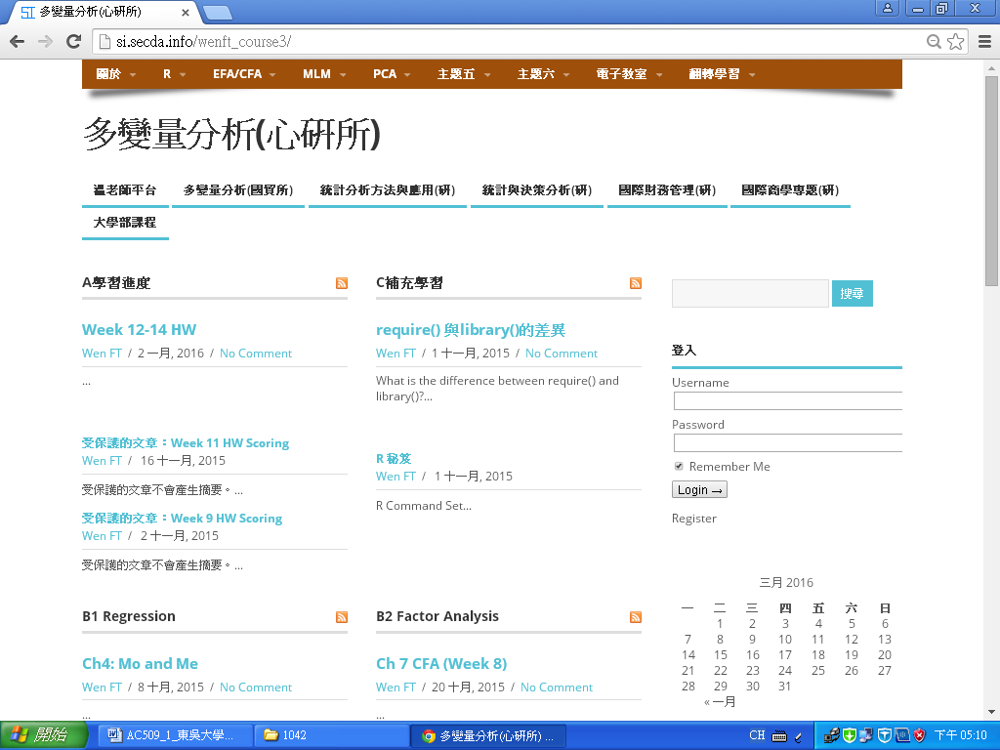 多變量分析(心研所)
si.secda.info/wenft_course3/
關於 R EFA/CFA MLM PCA 主題五 主題六 電子教室 翻轉學習
多變量分析(心研所)
溫老師平台 多變量分析(國貿所) 統計分析方法與應用(研) 統計與決策分析(研) 國際財務管理(研) 國際商學專題(研)
大學部課程
A學習進度
Week 12-14 HW
Wen FT / 2 一月, 2016 / No Comment
...
受保護的文章：Week 11 HW Scoring
Wen FT / 16 十一月, 2015
受保護的文章不會產生摘要。...
受保護的文章：Week 9 HW Scoring
Wen FT / 2 十一月, 2015
受保護的文章不會產生摘要。...
C補充學習
require() 與library()的差異
Wen FT / 1 十一月, 2015 / No Comment
What is the difference between require() and
library()?...
R 秘笈
Wen FT / 1 十一月, 2015
R Command Set...
B1 Regression
Ch4: Mo and Me
Wen FT / 8 十月, 2015 / No Comment
...
B2 Factor Analysis
Ch 7 CFA (Week 8)
Wen FT / 20 十月, 2015 / No Comment
...
搜尋
登入
Username
Password
Remember Me
Login →
Register
三月 2016
一 二 三 四 五 六 日
1 2 3 4 5 6
7 8 9 10 11 12 13
14 15 16 17 18 19 20
21 22 23 24 25 26 27
28 29 30 31
« 一月
開始 AC509_1_東吳大學... 1042 多變量分析(心研所) ... CH 下午 05:10